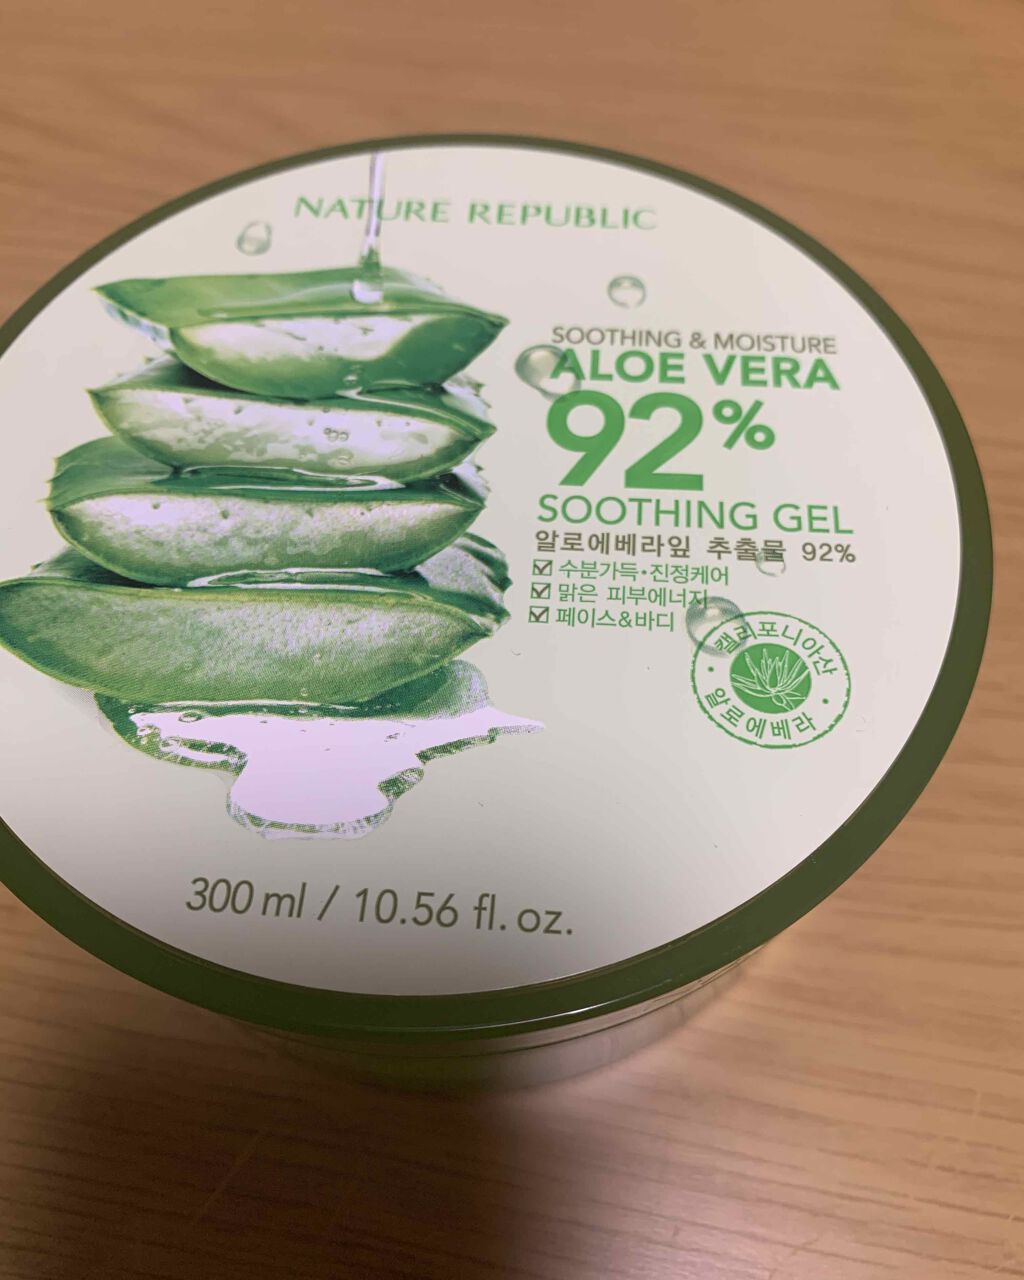 NATURE REPUBLIC
SOOTHING & MOISTURE
ALOE VERA
92%
SOOTHING GEL
알로에베라잎 추출물 92%
☑ 수분가득•진정케어
☑ 맑은 피부에너지
☑ 페이스&바디
캘리포니아산
알로에베라
300 ml / 10.56 fl. oz.